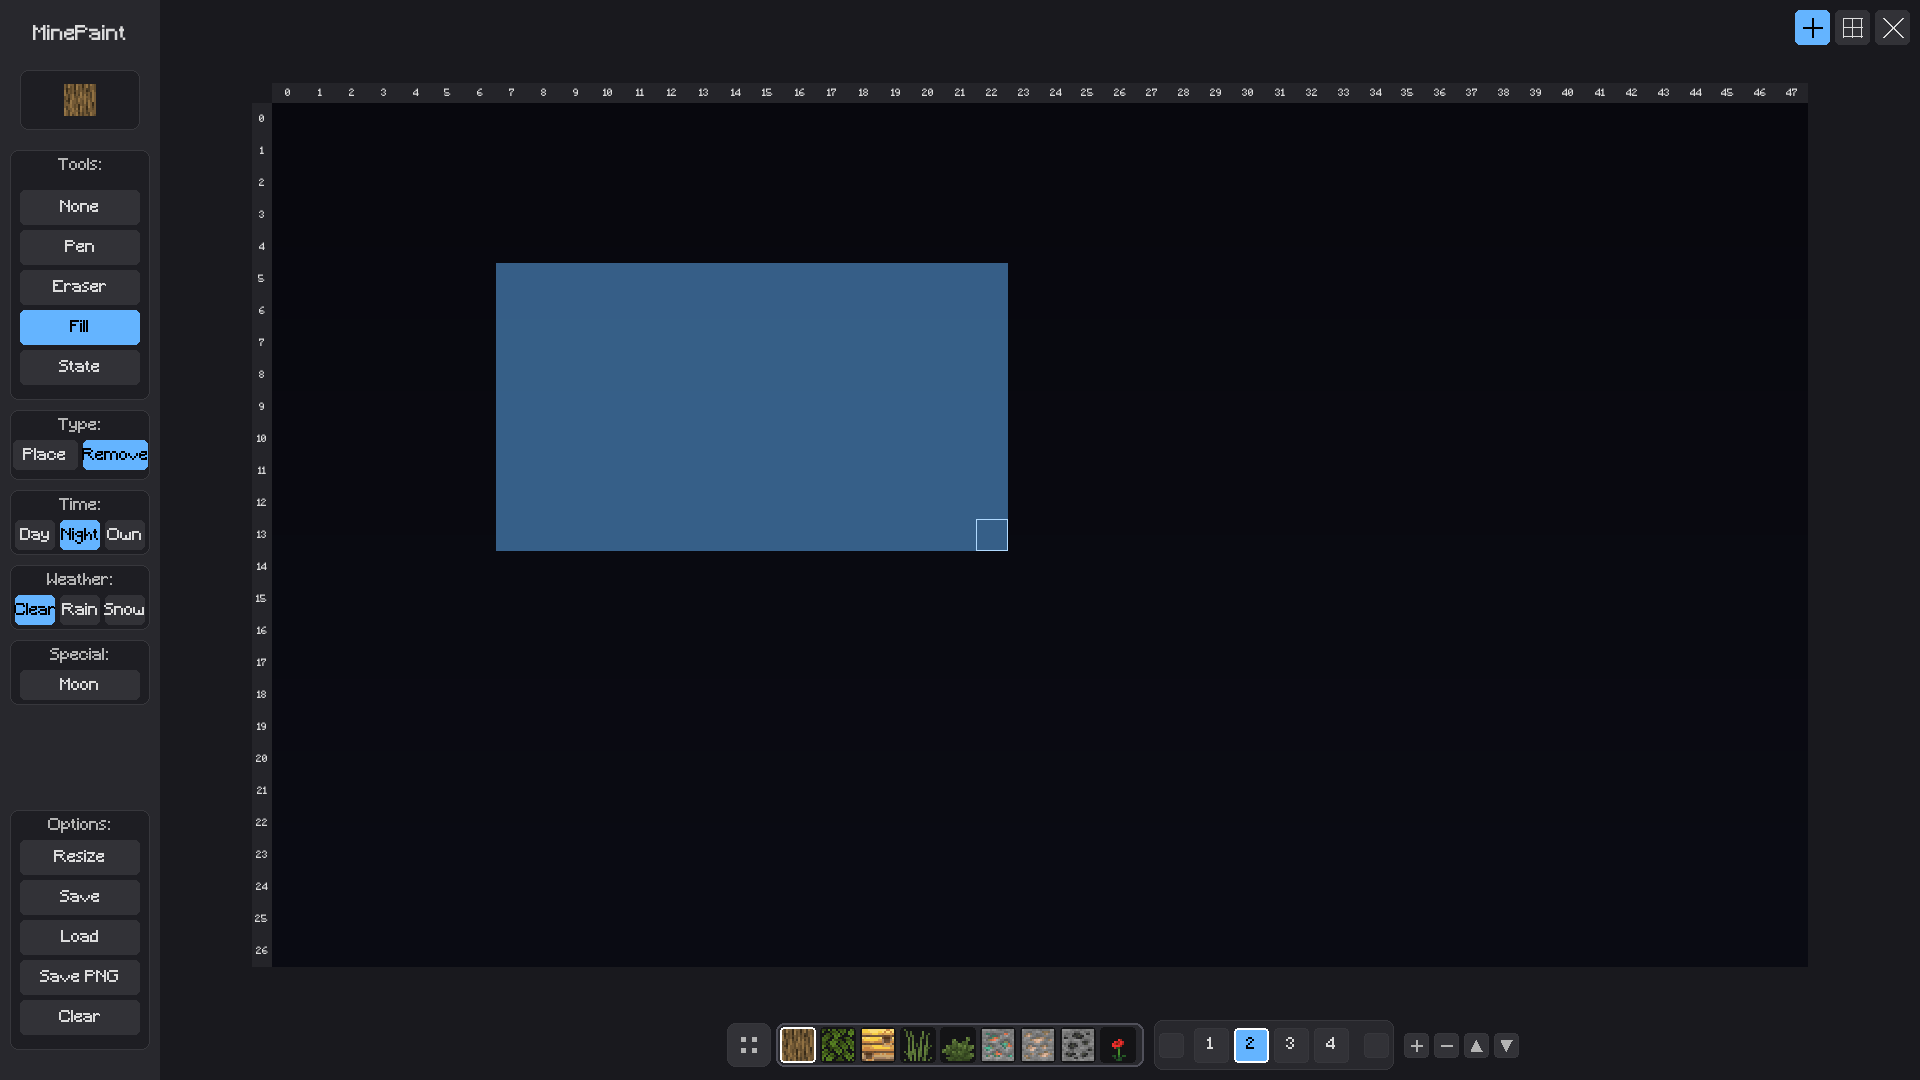 MinePaint
Tools:
None
Pen
Eraser
Fill
State
Type:
Place Remove
Time:
Day Night Own
Weather:
Clear Rain Snow
Special:
Moon
Options:
Resize
Save
Load
Save PNG
Clear
0 1 2 3 4 5 6 7 8 9 10 11 12 13 14 15 16 17 18 19 20 21 22 23 24 25 26 27 28 29 30 31 32 33 34 35 36 37 38 39 40 41 42 43 44 45 46 47
0
1
2
3
4
5
6
7
8
9
10
11
12
13
14
15
16
17
18
19
20
21
22
23
24
25
26
1 2 3 4